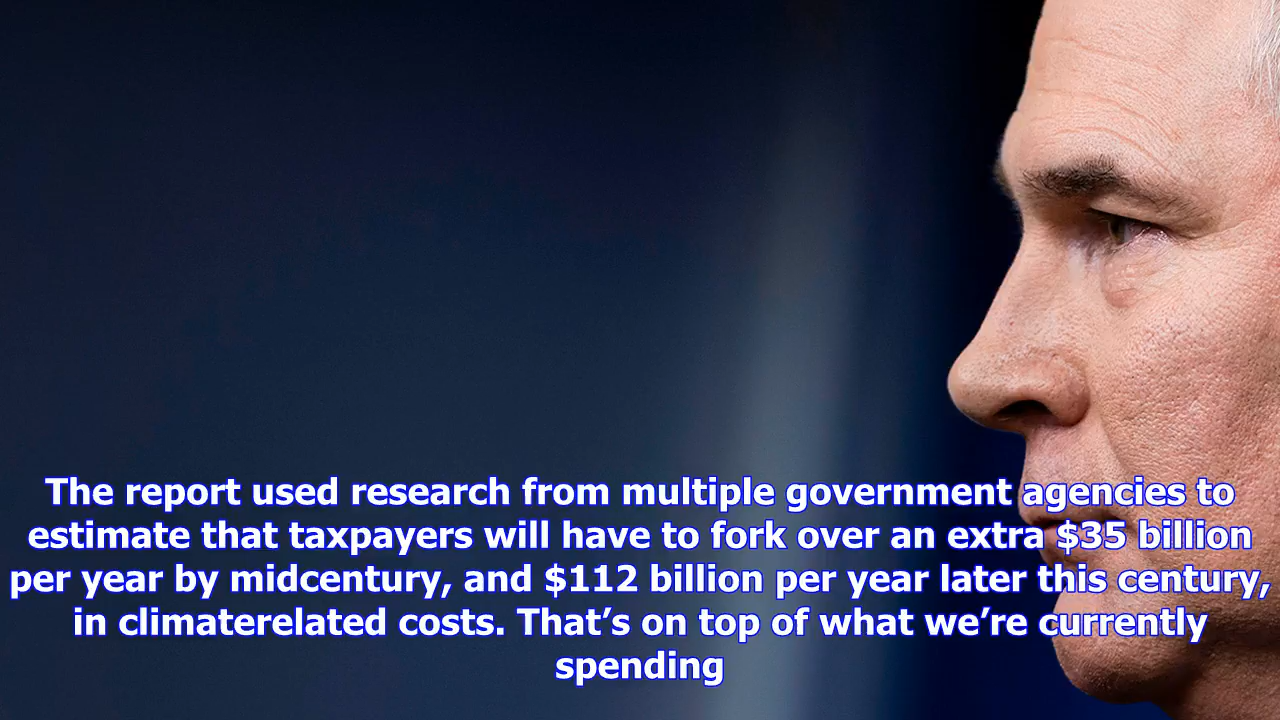 The report used research from multiple government agencies to
estimate that taxpayers will have to fork over an extra $35 billion
per year by midcentury, and $112 billion per year later this century,
in climaterelated costs. That’s on top of what we’re currently
spending